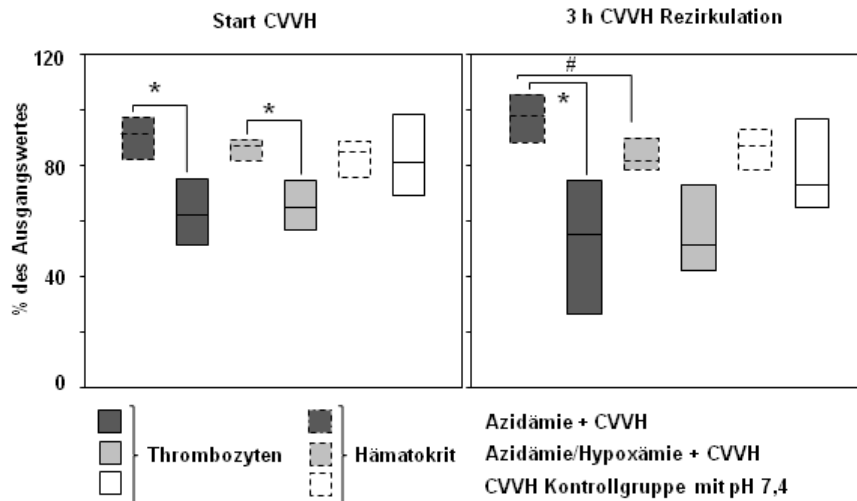 Start CVVH
3 h CVVH Rezirkulation
% des Ausgangswertes
120
80
40
0
*
*
#
*
Thrombozyten
Hämatokrit
Azidämie + CVVH
Azidämie/Hypoxämie + CVVH
CVVH Kontrollgruppe mit pH 7,4